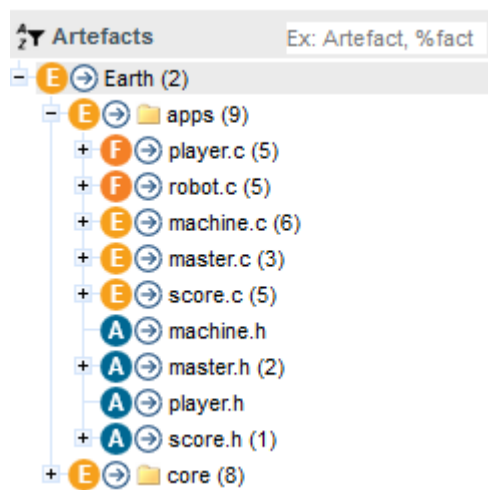 A Z Artefacts Ex: Artefact, %fact
E Earth (2)
E apps (9)
F player.c (5)
F robot.c (5)
E machine.c (6)
E master.c (3)
E score.c (5)
A machine.h
A master.h (2)
A player.h
A score.h (1)
E core (8)